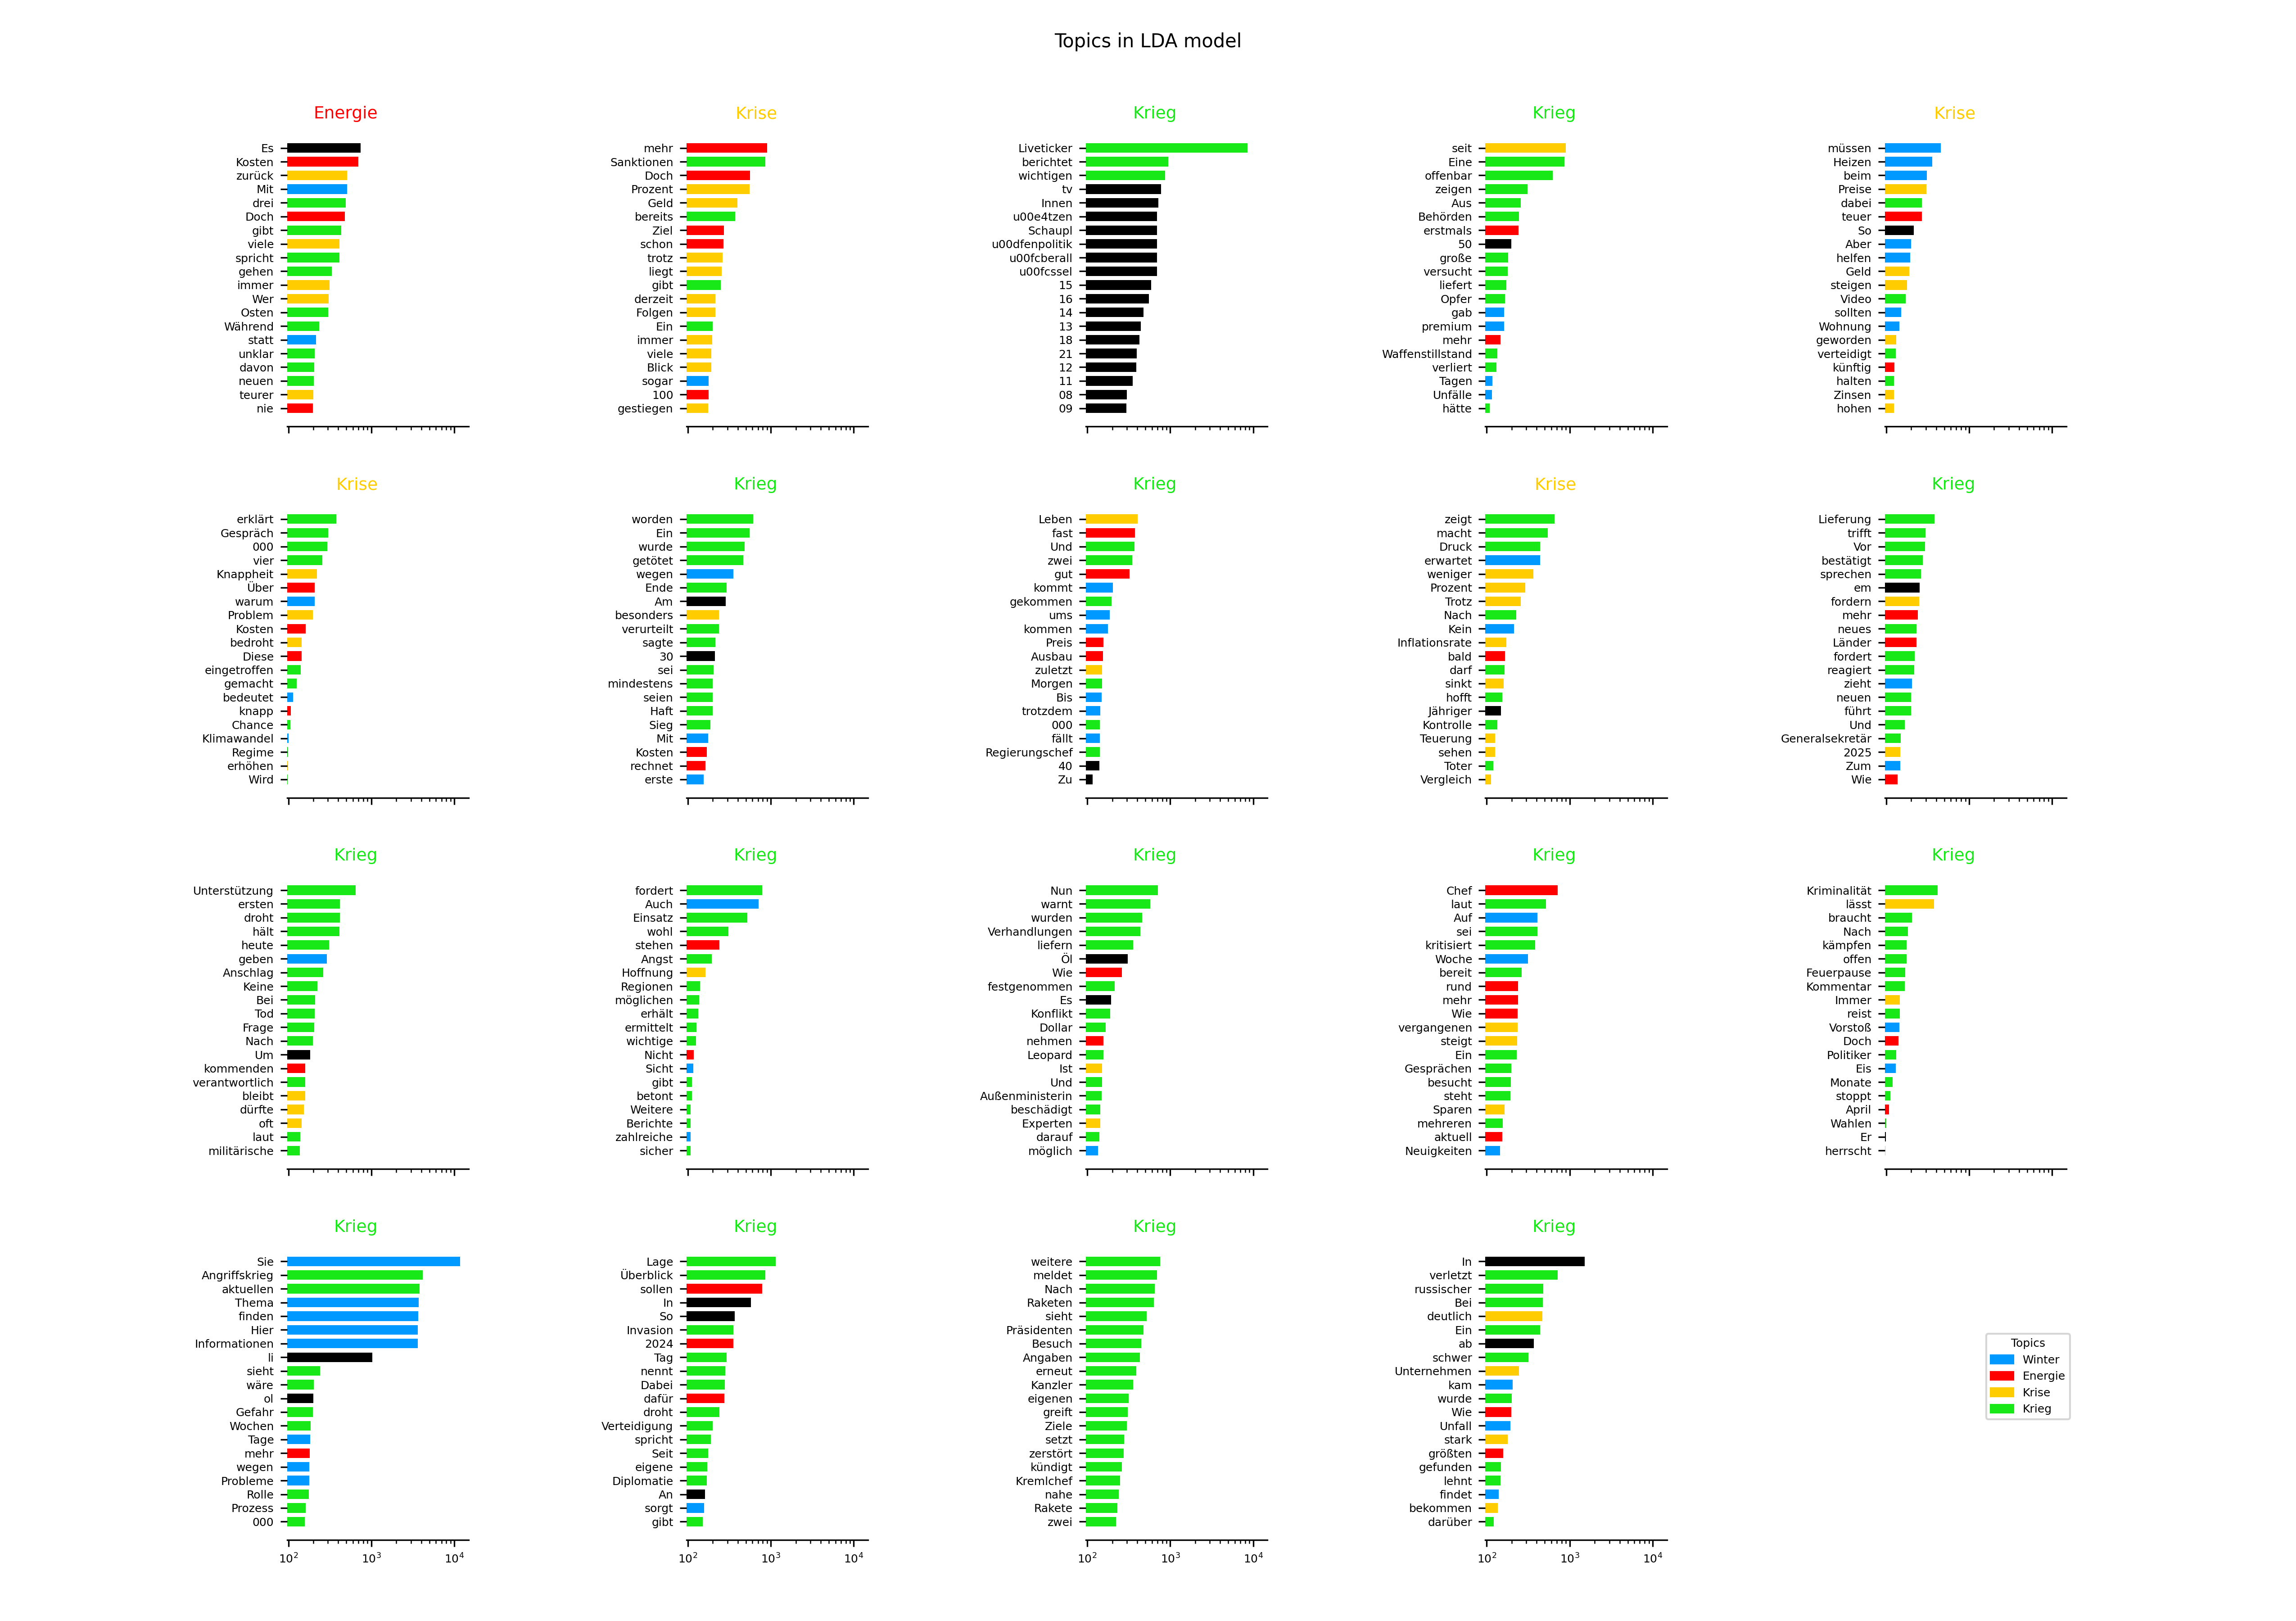 Topics in LDA model
Energie
Es
Kosten
zurück
Mit
drei
Doch
gibt
viele
spricht
gehen
immer
Wer
Osten
Während
statt
unklar
davon
neuen
teurer
nie
Krise
mehr
Sanktionen
Doch
Prozent
Geld
bereits
Ziel
schon
trotz
liegt
gibt
derzeit
Folgen
Ein
immer
viele
Blick
sogar
100
gestiegen
Krieg
Liveticker
berichtet
wichtigen
tv
Innen
u00e4tzen
Schaupl
u00dfenpolitik
u00fcberall
u00fcssel
15
16
14
13
18
21
12
11
08
09
Krieg
seit
Eine
offenbar
zeigen
Aus
Behörden
erstmals
50
große
versucht
liefert
Opfer
gab
premium
mehr
Waffenstillstand
verliert
Tagen
Unfälle
hätte
Krise
müssen
Heizen
beim
Preise
dabei
teuer
So
Aber
helfen
Geld
steigen
Video
sollten
Wohnung
geworden
verteidigt
künftig
halten
Zinsen
hohen
Krise
erklärt
Gespräch
000
vier
Knappheit
Über
warum
Problem
Kosten
bedroht
Diese
eingetroffen
gemacht
bedeutet
knapp
Chance
Klimawandel
Regime
erhöhen
Wird
Krieg
worden
Ein
wurde
getötet
wegen
Ende
Am
besonders
verurteilt
sagte
30
sei
mindestens
seien
Haft
Sieg
Mit
Kosten
rechnet
erste
Krieg
Leben
fast
Und
zwei
gut
kommt
gekommen
ums
kommen
Preis
Ausbau
zuletzt
Morgen
Bis
trotzdem
000
fällt
Regierungschef
40
Zu
Krise
zeigt
macht
Druck
erwartet
weniger
Prozent
Trotz
Nach
Kein
Inflationsrate
bald
darf
sinkt
hofft
Jähriger
Kontrolle
Teuerung
sehen
Toter
Vergleich
Krieg
Lieferung
trifft
Vor
bestätigt
sprechen
em
fordern
mehr
neues
Länder
fordert
reagiert
zieht
neuen
führt
Und
Generalsekretär
2025
Zum
Wie
Krieg
Unterstützung
ersten
droht
hält
heute
geben
Anschlag
Keine
Bei
Tod
Frage
Nach
Um
kommenden
verantwortlich
bleibt
dürfte
oft
laut
militärische
Krieg
fordert
Auch
Einsatz
wohl
stehen
Angst
Hoffnung
Regionen
möglichen
erhält
ermittelt
wichtige
Nicht
Sicht
gibt
betont
Weitere
Berichte
zahlreiche
sicher
Krieg
Nun
warnt
wurden
Verhandlungen
liefern
Öl
Wie
festgenommen
Es
Konflikt
Dollar
nehmen
Leopard
Ist
Und
Außenministerin
beschädigt
Experten
darauf
möglich
Krieg
Chef
laut
Auf
sei
kritisiert
Woche
bereit
rund
mehr
Wie
vergangenen
steigt
Ein
Gesprächen
besucht
steht
Sparen
mehreren
aktuell
Neuigkeiten
Krieg
Kriminalität
lässt
braucht
Nach
kämpfen
offen
Feuerpause
Kommentar
Immer
reist
Vorstoß
Doch
Politiker
Eis
Monate
stoppt
April
Wahlen
Er
herrscht
Krieg
Sie
Angriffskrieg
aktuellen
Thema
finden
Hier
Informationen
li
sieht
wäre
ol
Gefahr
Wochen
Tage
mehr
wegen
Probleme
Rolle
Prozess
000
10² 10³ 10⁴
Krieg
Lage
Überblick
sollen
In
So
Invasion
2024
Tag
nennt
Dabei
dafür
droht
Verteidigung
spricht
Seit
eigene
Diplomatie
An
sorgt
gibt
10² 10³ 10⁴
Krieg
weitere
meldet
Nach
Raketen
sieht
Präsidenten
Besuch
Angaben
erneut
Kanzler
eigenen
greift
Ziele
setzt
zerstört
kündigt
Kremlchef
nahe
Rakete
zwei
10² 10³ 10⁴
Krieg
In
verletzt
russischer
Bei
deutlich
Ein
ab
schwer
Unternehmen
kam
wurde
Wie
Unfall
stark
größten
gefunden
lehnt
findet
bekommen
darüber
10² 10³ 10⁴
Topics
Winter
Energie
Krise
Krieg